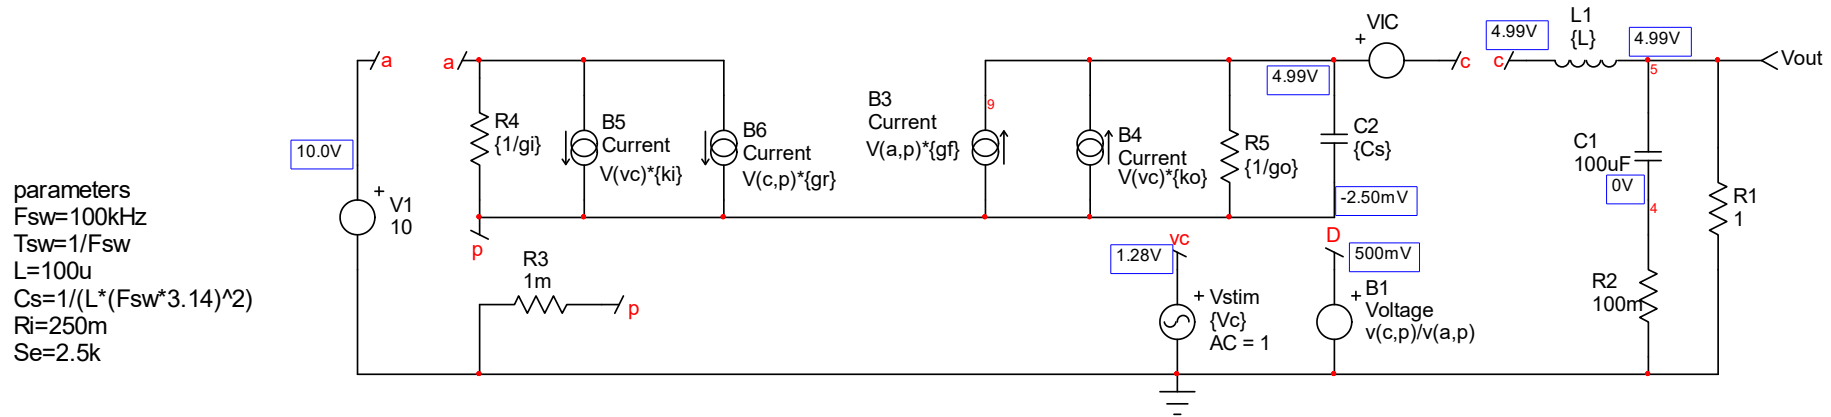 VIC
+
L1
{L}
4.99V
4.99V
a
a
c
c
5
Vout
4.99V
B3
Current
V(a,p)*{gf}
9
R4
{1/gi}
B5
Current
V(vc)*{ki}
B6
Current
V(c,p)*{gr}
B4
Current
V(vc)*{ko}
R5
{1/go}
C2
{Cs}
C1
100uF
10.0V
0V
4
parameters
Fsw=100kHz
Tsw=1/Fsw
L=100u
Cs=1/(L*(Fsw*3.14)^2)
Ri=250m
Se=2.5k
+
V1
10
-2.50mV
R1
1
p
vc
D
1.28V
500mV
R3
1m
p
R2
100m
+
Vstim
{Vc}
AC = 1
+
B1
Voltage
v(c,p)/v(a,p)